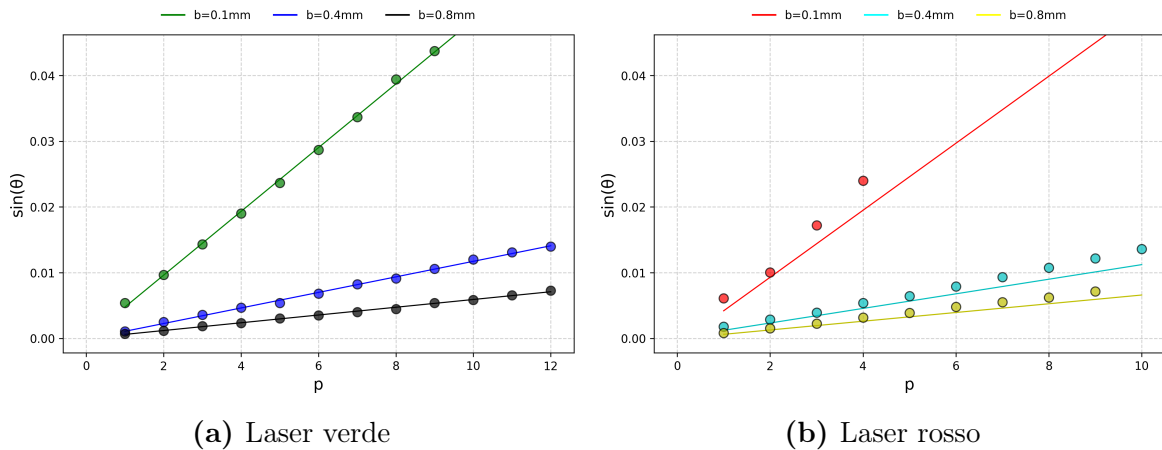 b=0.1mm b=0.4mm b=0.8mm
sin(θ)
0.04
0.03
0.02
0.01
0.00
0 2 4 6 8 10 12
p
(a) Laser verde
b=0.1mm b=0.4mm b=0.8mm
sin(θ)
0.04
0.03
0.02
0.01
0.00
0 2 4 6 8 10
p
(b) Laser rosso